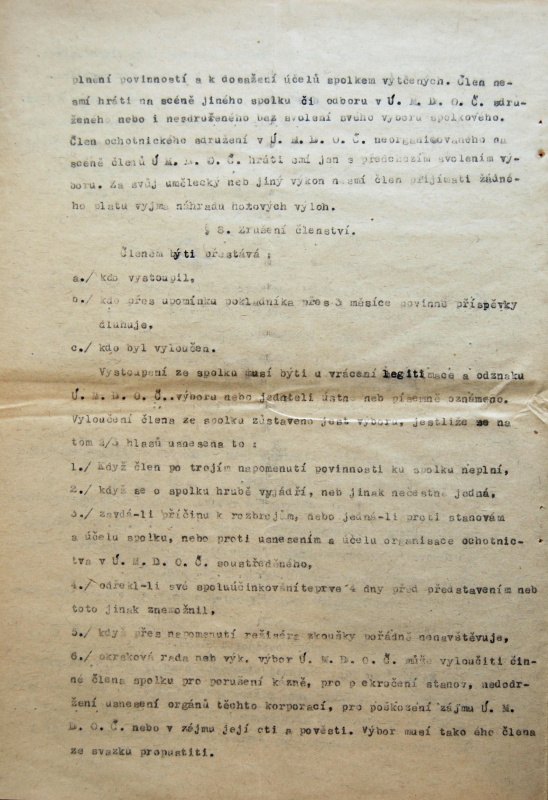 plnění povinností a k dosažení účelů spolkem vytčených. Člen ne-
smí hráti na scéně jiného spolku či odboru v Ú. M. D. O. Č. sdru-
ženého nebo i nesdruženého bez svolení svého výboru spolkového.
Člen ochotnického sdružení v Ú. M. D. O. Č. neorganisovaného na
scéně členů Ú M. D. O. Č. hráti smí jen s předchozím svolením vý-
boru. Za svůj umělecký neb jiný výkon nesmí člen přijímati žádné-
ho platu vyjma náhradu hotových výloh.
§ 8. Zrušení členství.
Členem býti přestává :
a./ kdo vystoupil,
b./ kdo přes upomínku pokladníka přes 3 měsíce povinné příspěvky
dluhuje,
c./ kdo byl vyloučen.
Vystoupení ze spolku musí býti u vrácení legitimace a odznaku
Ú. M. D. O. Č..výboru nebo jednateli ústně neb písemně oznámeno.
Vyloučení člena ze spolku zůstaveno jest výboru, jestliže se na
tom 2/3 hlasů usnesena to :
1./ Když člen po trojím napomenutí povinnosti ku spolku neplní,
2./ když se o spolku hrubě vyjádří, neb jinak nečestně jedná,
3./ zavdá-li příčinu k rozbrojům, nebo jedná-li proti stanovám
a účelu spolku, nebo proti usnesením a účelu organisace ochotnic-
tva v Ú. M. D. O. Č. soustředěného,
4./ odřekl-li své spoluúčinkováníteprve 4 dny před představením neb
toto jinak znemožnil,
5./ když přes napomenutí režiséra zkoušky pořádně nenavštěvuje,
6./ okrsková rada neb výk. výbor Ú. M. D. O. Č. může vyloučiti čin-
né člena spolku pro porušení kázně, pro překročení stanov, nedodr-
žení usnesení orgánů těchto korporací, pro poškození zájmu Ú. M.
D. O. Č. nebo v zájmu její cti a pověsti. Výbor musí tako ého člena
ze svazku propustiti.